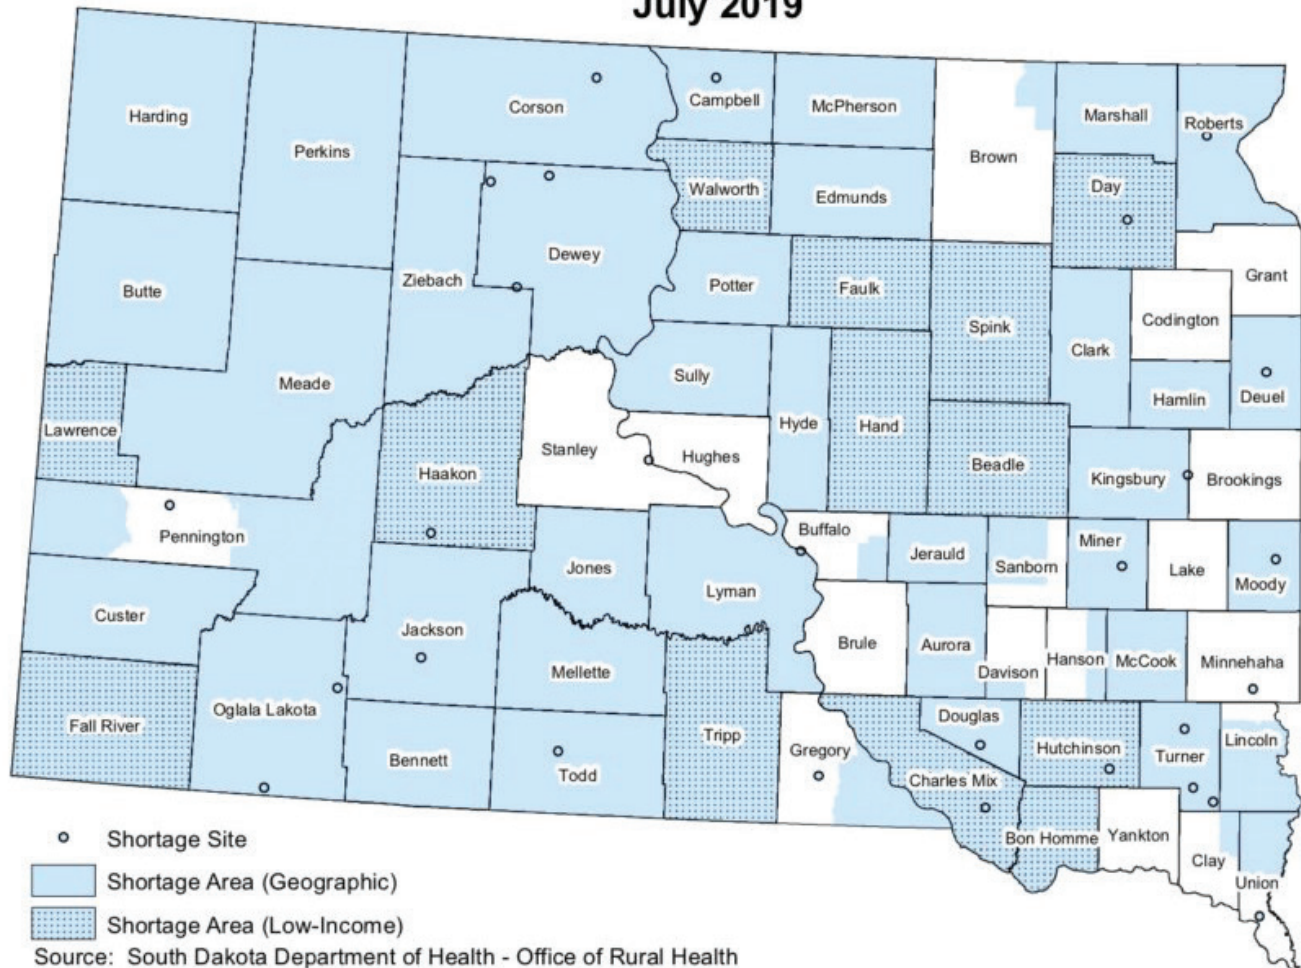 July 2019
Harding
Perkins
Corson
Campbell
McPherson
Brown
Marshall
Roberts
Walworth
Edmunds
Day
Butte
Ziebach
Dewey
Potter
Faulk
Spink
Grant
Codington
Clark
Meade
Sully
Hyde
Hand
Hamlin
Deuel
Lawrence
Haakon
Stanley
Hughes
Beadle
Kingsbury
Brookings
Pennington
Buffalo
Jerauld
Sanborn
Miner
Lake
Moody
Jones
Lyman
Custer
Jackson
Mellette
Brule
Aurora
Davison
Hanson
McCook
Minnehaha
Fall River
Oglala Lakota
Bennett
Todd
Tripp
Gregory
Douglas
Charles Mix
Hutchinson
Turner
Lincoln
Bon Homme
Yankton
Clay
Union
Shortage Site
Shortage Area (Geographic)
Shortage Area (Low-Income)
Source: South Dakota Department of Health - Office of Rural Health